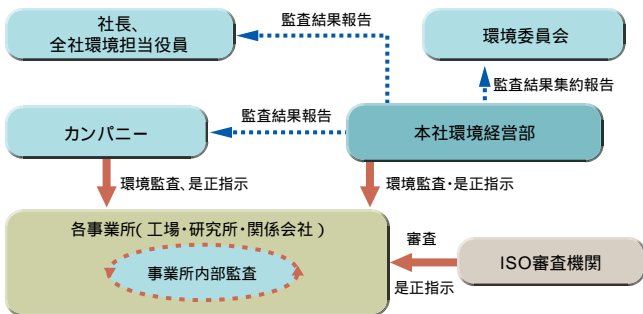 社長、
全社環境担当役員
監査結果報告
環境委員会
監査結果集約報告
カンパニー
監査結果報告
本社環境経営部
環境監査、是正指示
環境監査・是正指示
各事業所(工場・研究所・関係会社)
事業所内部監査
審査
是正指示
ISO審査機関